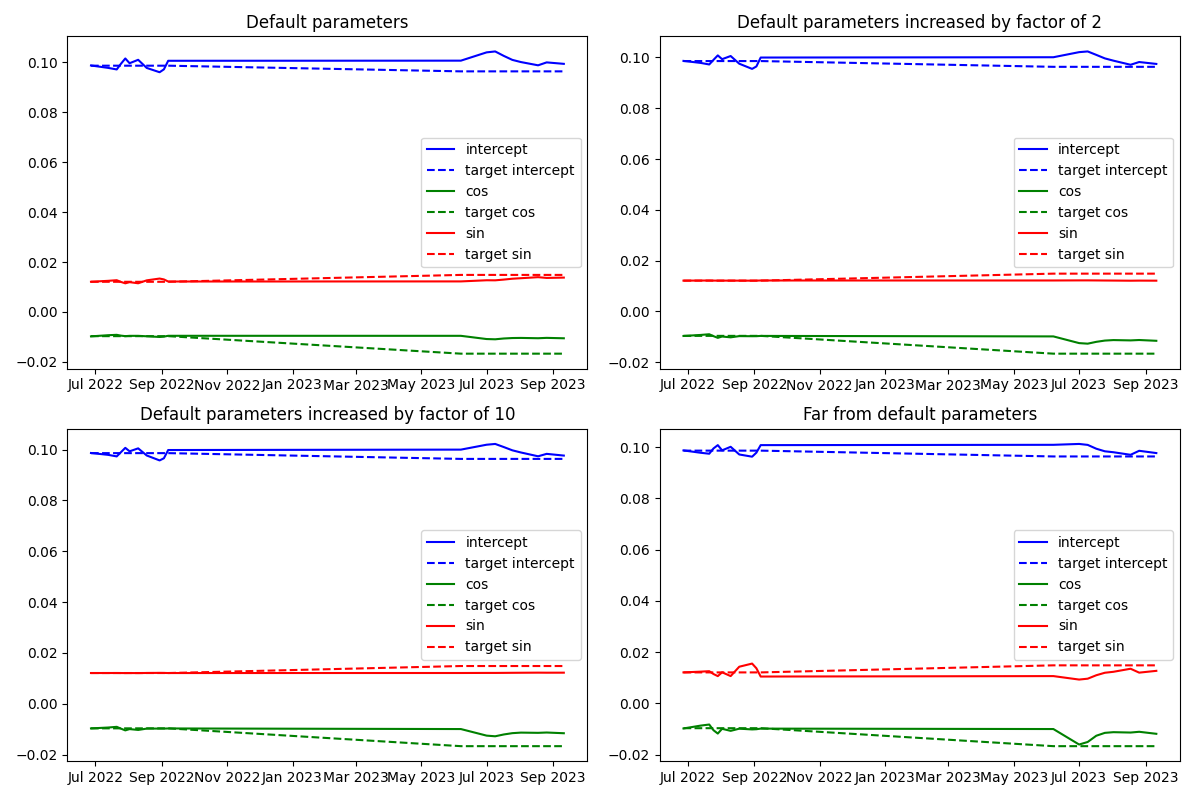 Default parameters
0.10
0.08
0.06
0.04
0.02
0.00
−0.02
intercept
target intercept
cos
target cos
sin
target sin
Jul 2022 Sep 2022 Nov 2022 Jan 2023 Mar 2023 May 2023 Jul 2023 Sep 2023
Default parameters increased by factor of 2
0.10
0.08
0.06
0.04
0.02
0.00
−0.02
intercept
target intercept
cos
target cos
sin
target sin
Jul 2022 Sep 2022 Nov 2022 Jan 2023 Mar 2023 May 2023 Jul 2023 Sep 2023
Default parameters increased by factor of 10
0.10
0.08
0.06
0.04
0.02
0.00
−0.02
intercept
target intercept
cos
target cos
sin
target sin
Jul 2022 Sep 2022 Nov 2022 Jan 2023 Mar 2023 May 2023 Jul 2023 Sep 2023
Far from default parameters
0.10
0.08
0.06
0.04
0.02
0.00
−0.02
intercept
target intercept
cos
target cos
sin
target sin
Jul 2022 Sep 2022 Nov 2022 Jan 2023 Mar 2023 May 2023 Jul 2023 Sep 2023